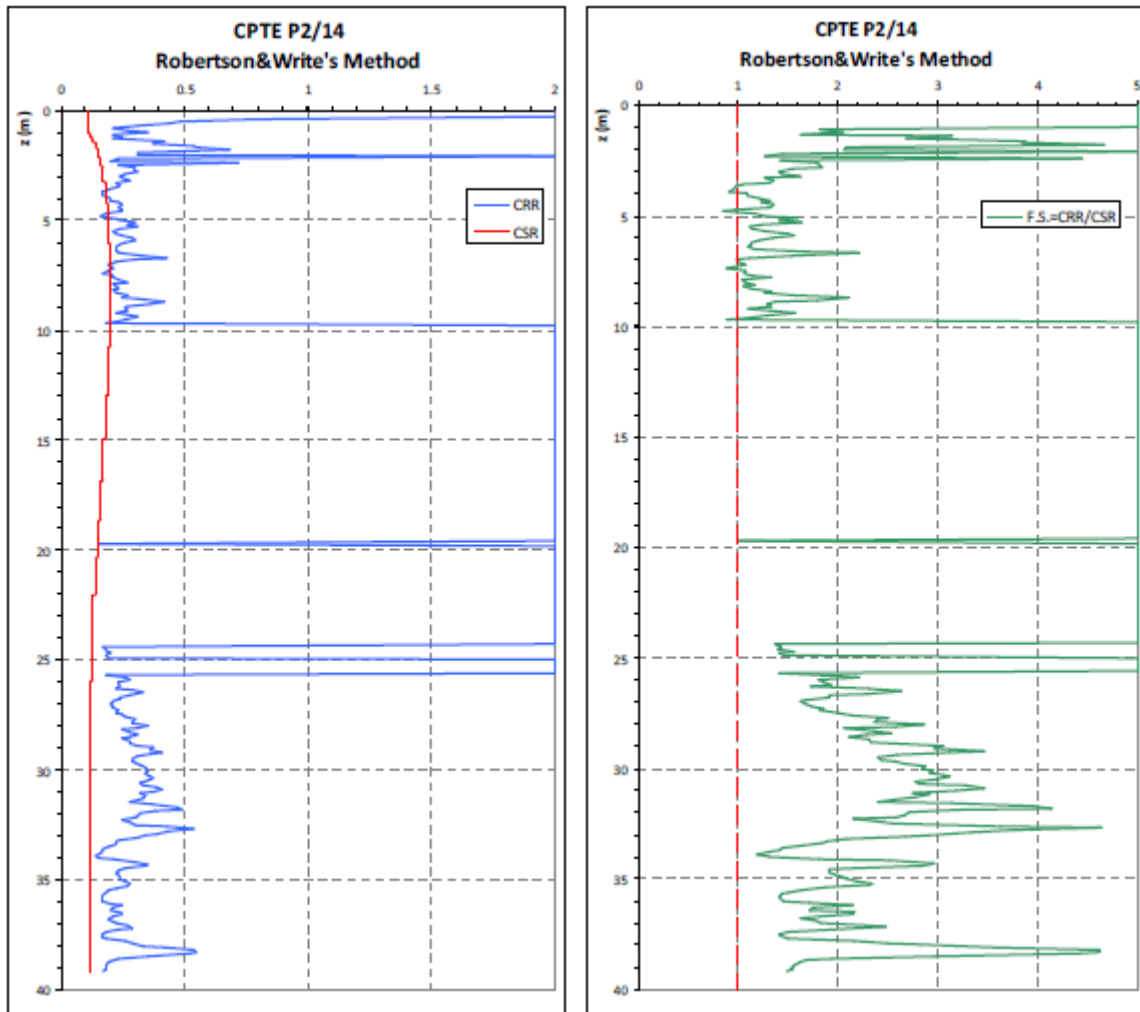 CPTE P2/14
Robertson&Write's Method
0 0.5 1 1.5 2
z (m)
0
5
10
15
20
25
30
35
40
CRR
CSR
CPTE P2/14
Robertson&Write's Method
0 1 2 3 4 5
z (m)
0
5
10
15
20
25
30
35
40
F.S.=CRR/CSR